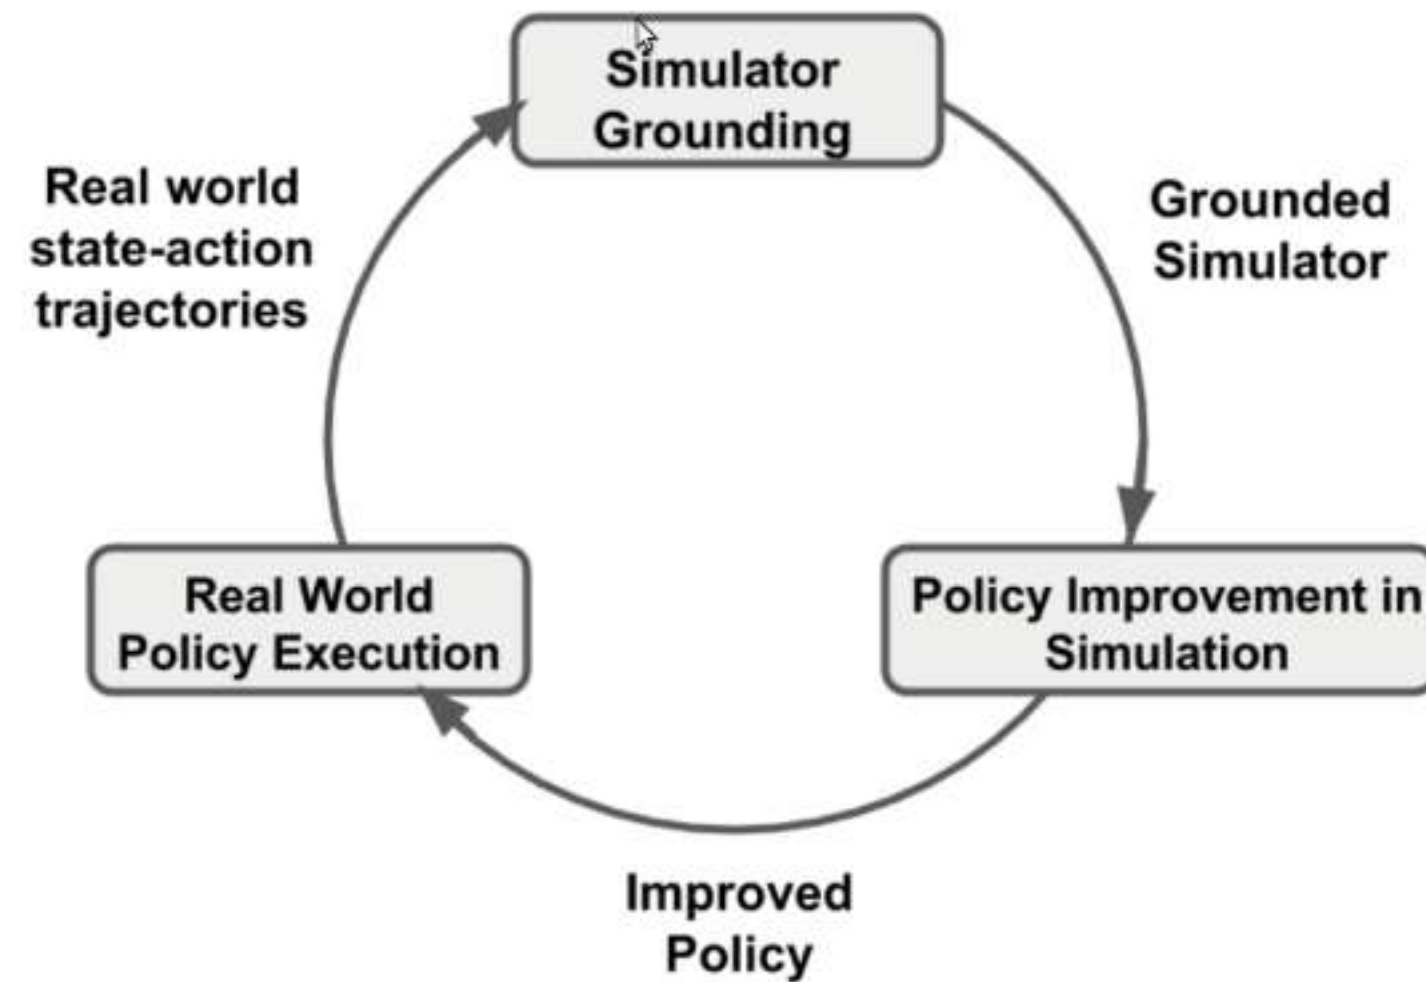 Simulator
Grounding
Real world
state-action
trajectories
Grounded
Simulator
Real World
Policy Execution
Policy Improvement in
Simulation
Improved
Policy